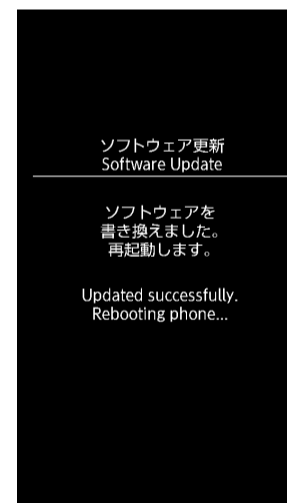 ソフトウェア更新
Software Update
ソフトウェアを
書き換えました。
再起動します。
Updated successfully.
Rebooting phone...